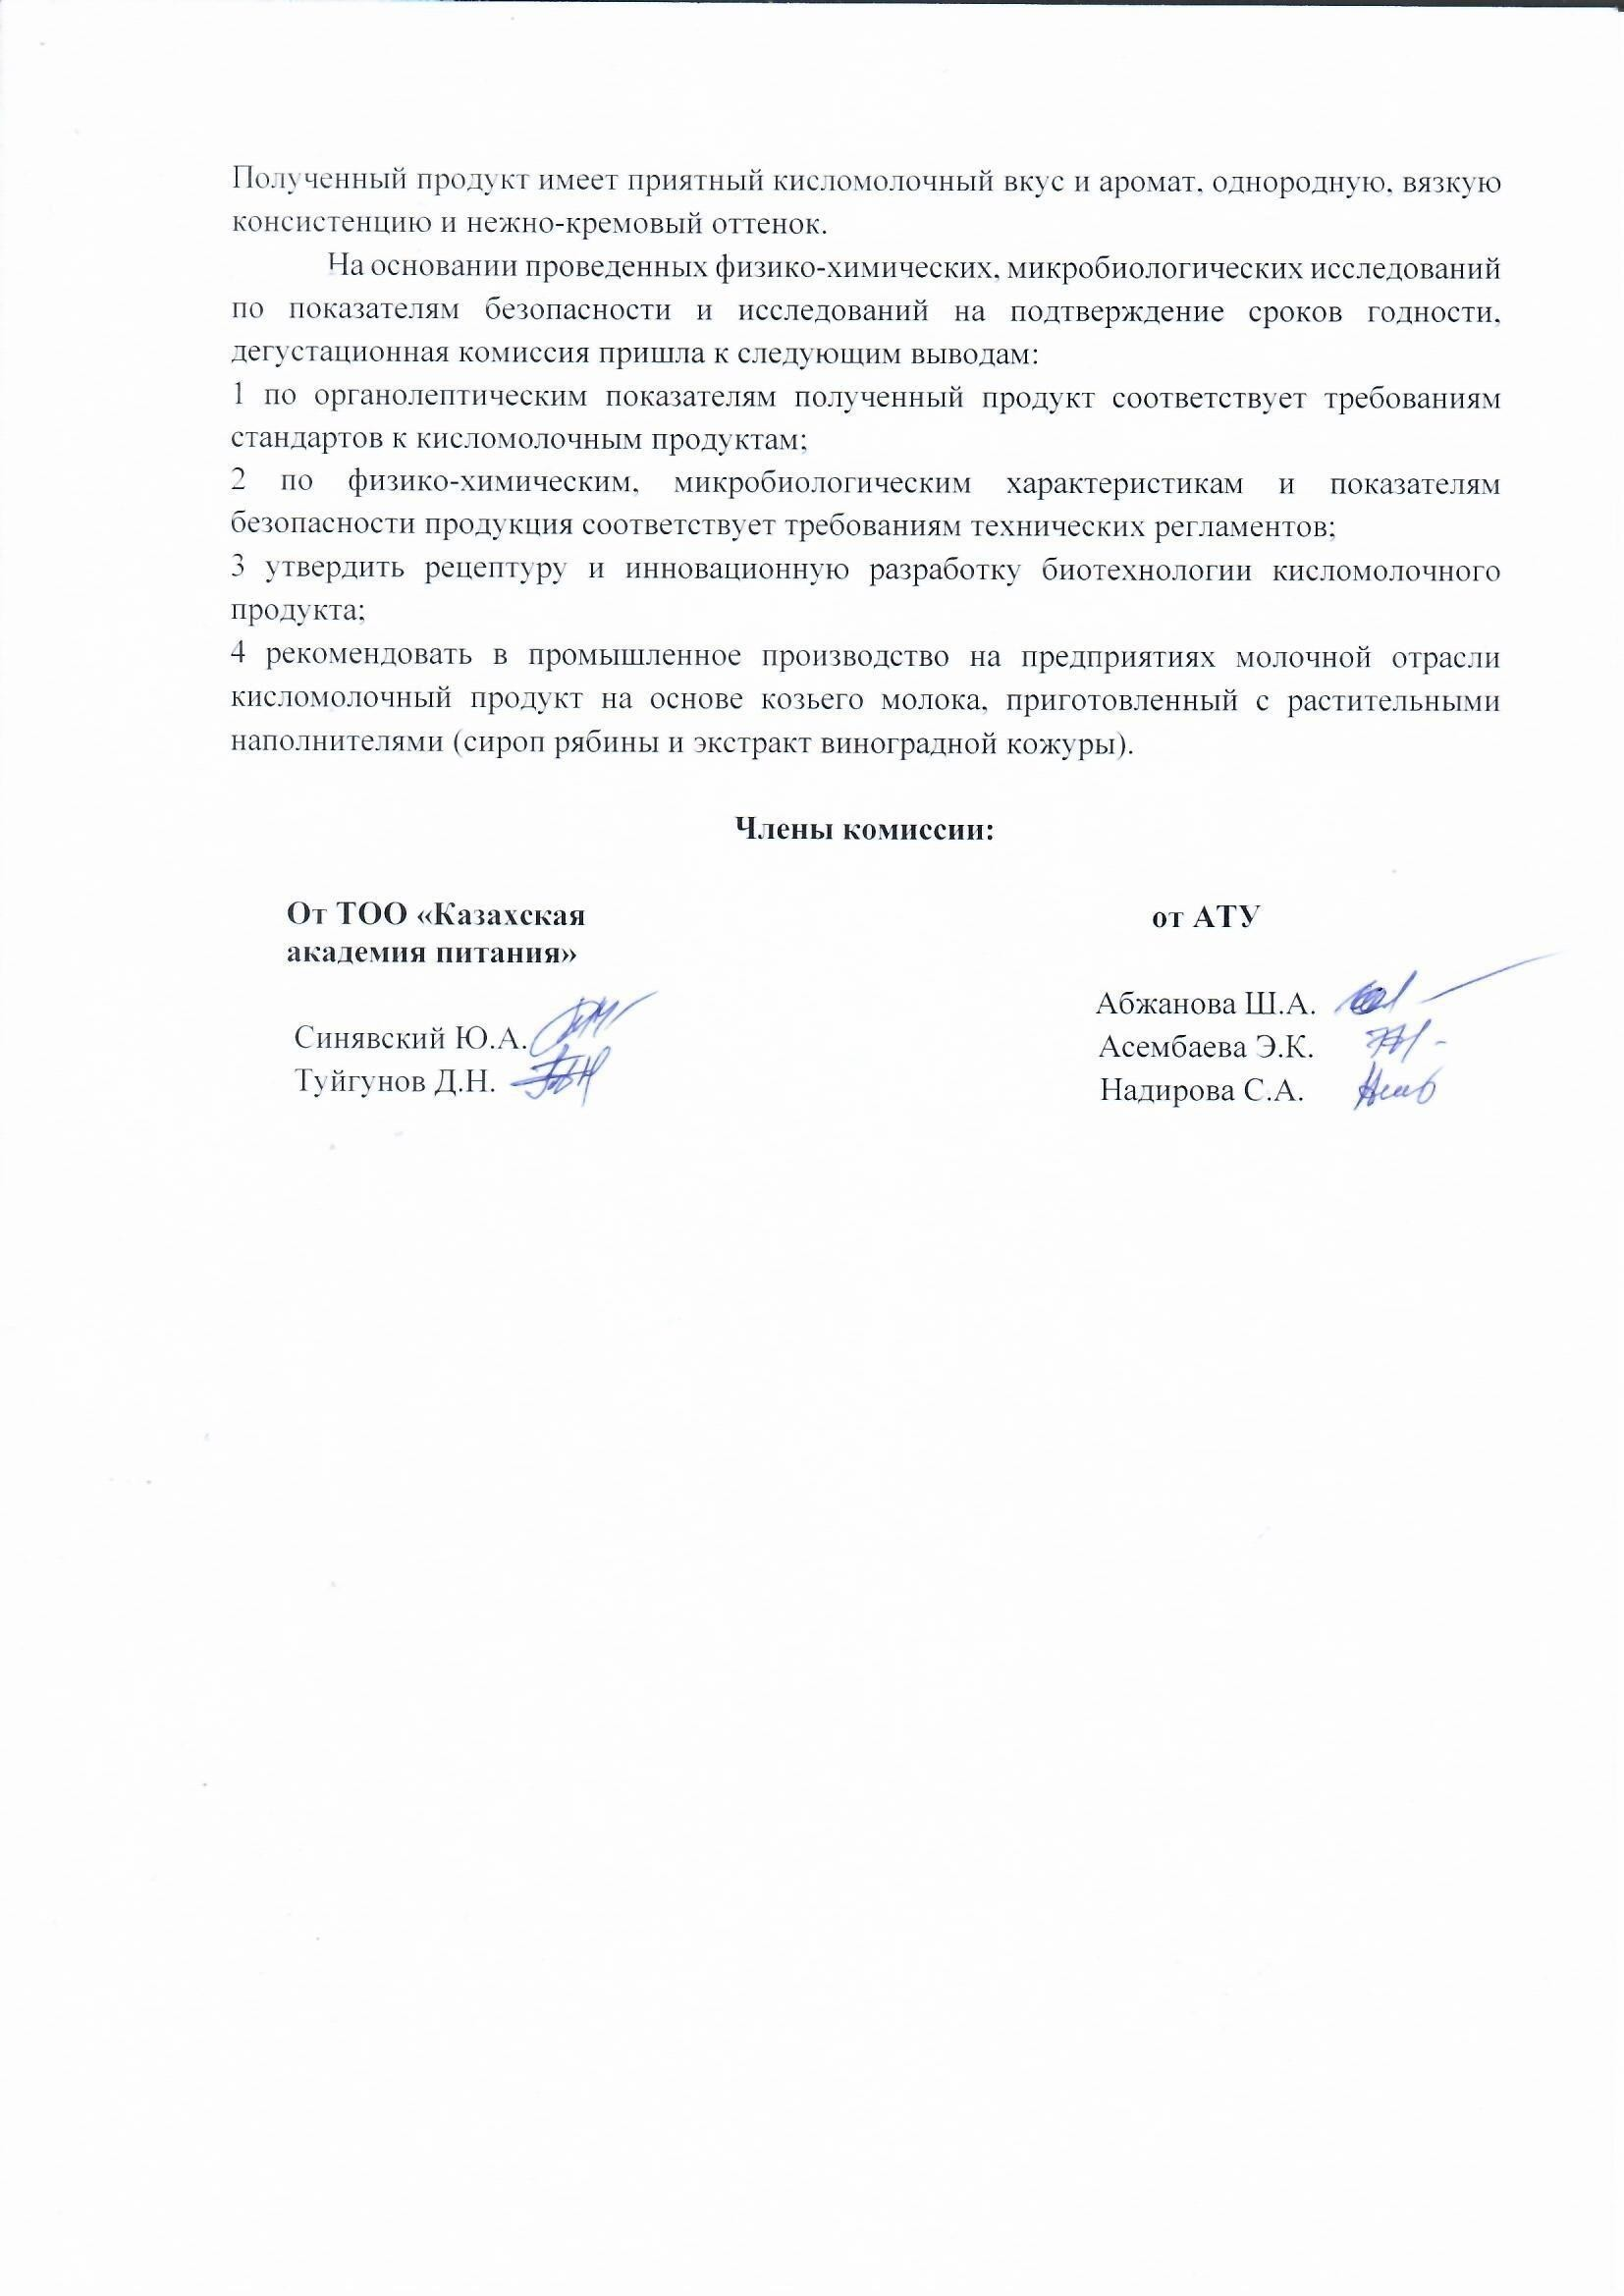 Полученный продукт имеет приятный кисломолочный вкус и аромат, однородную, вязкую
консистенцию и нежно-кремовый оттенок.
На основании проведенных физико-химических, микробиологических исследований
по показателям безопасности и исследований на подтверждение сроков годности,
дегустационная комиссия пришла к следующим выводам:
1 по органолептическим показателям полученный продукт соответствует требованиям
стандартов к кисломолочным продуктам;
2 по физико-химическим, микробиологическим характеристикам и показателям
безопасности продукция соответствует требованиям технических регламентов;
3 утвердить рецептуру и инновационную разработку биотехнологии кисломолочного
продукта;
4 рекомендовать в промышленное производство на предприятиях молочной отрасли
кисломолочный продукт на основе козьего молока, приготовленный с растительными
наполнителями (сироп рябины и экстракт виноградной кожуры).
Члены комиссии:
От ТОО «Казахская
академия питания»
Синявский Ю.А.
Туйгунов Д.Н.
от АТУ
Абжанова Ш.А.
Асембаева Э.К.
Надирова С.А.